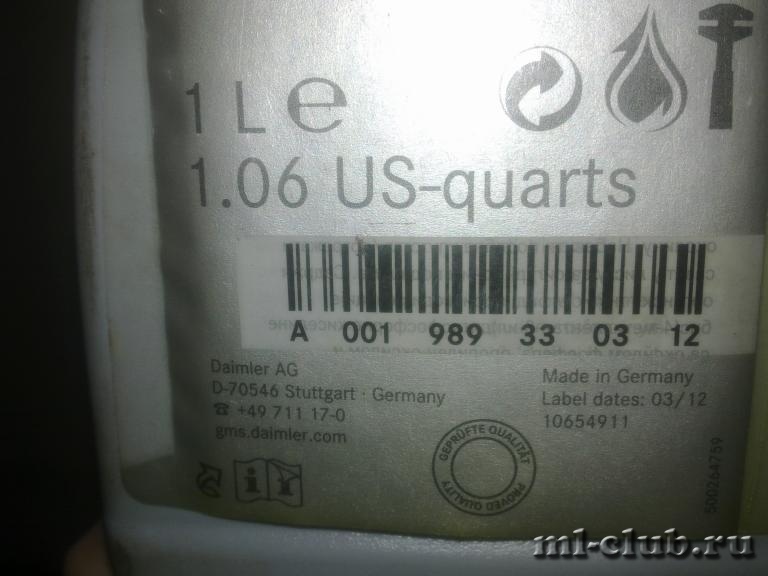 1 L ℮
1.06 US-quarts
A 001 989 33 03 12
Daimler AG
D-70546 Stuttgart · Germany
☎ +49 711 17-0
gms.daimler.com
Made in Germany
Label dates: 03/12
10654911
GEPRÜFTE QUALITÄT
PROVED QUALITY
500264759
ml-club.ru